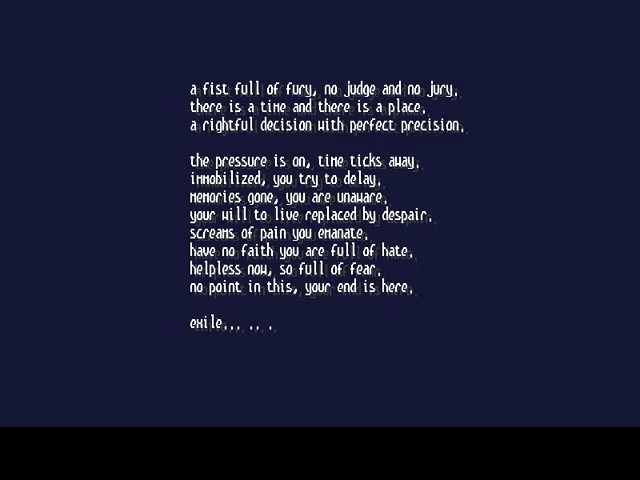 a fist full of fury, no judge and no jury,
there is a time and there is a place.
a rightful decision with perfect precision,
the pressure is on, time ticks away,
immobilized, you try to delay.
memories gone, you are unaware.
your will to live replaced by despair.
screams of pain you emanate.
have no faith you are full of hate.
helpless now, so full of fear.
no point in this, your end is here.
exile... .. .